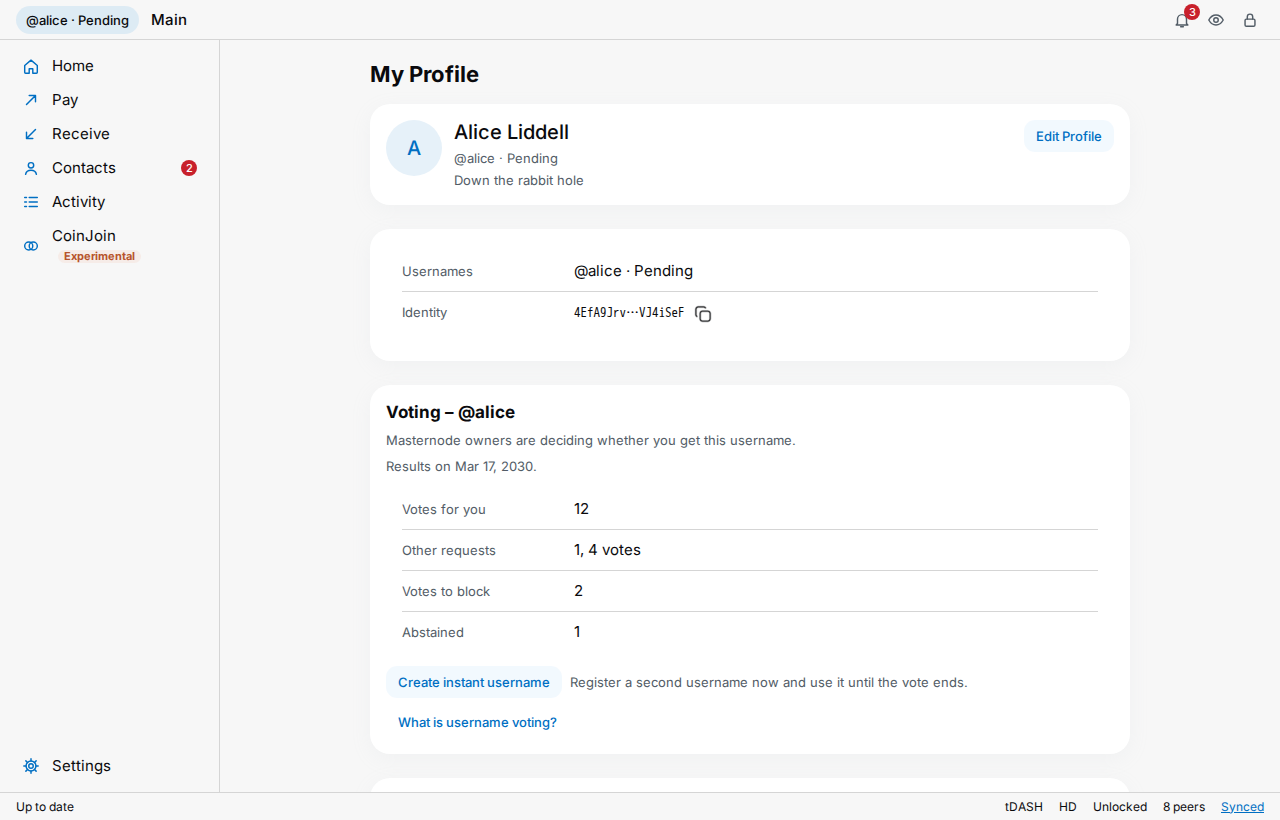 @alice · Pending
Main
3
Home
Pay
Receive
Contacts
2
Activity
CoinJoin
Experimental
Settings
My Profile
A
Alice Liddell
@alice · Pending
Down the rabbit hole
Edit Profile
Usernames
@alice · Pending
Identity
4EfA9Jrv···VJ4iSeF
Voting – @alice
Masternode owners are deciding whether you get this username.
Results on Mar 17, 2030.
Votes for you
12
Other requests
1, 4 votes
Votes to block
2
Abstained
1
Create instant username
Register a second username now and use it until the vote ends.
What is username voting?
Up to date
tDASH
HD
Unlocked
8 peers
Synced